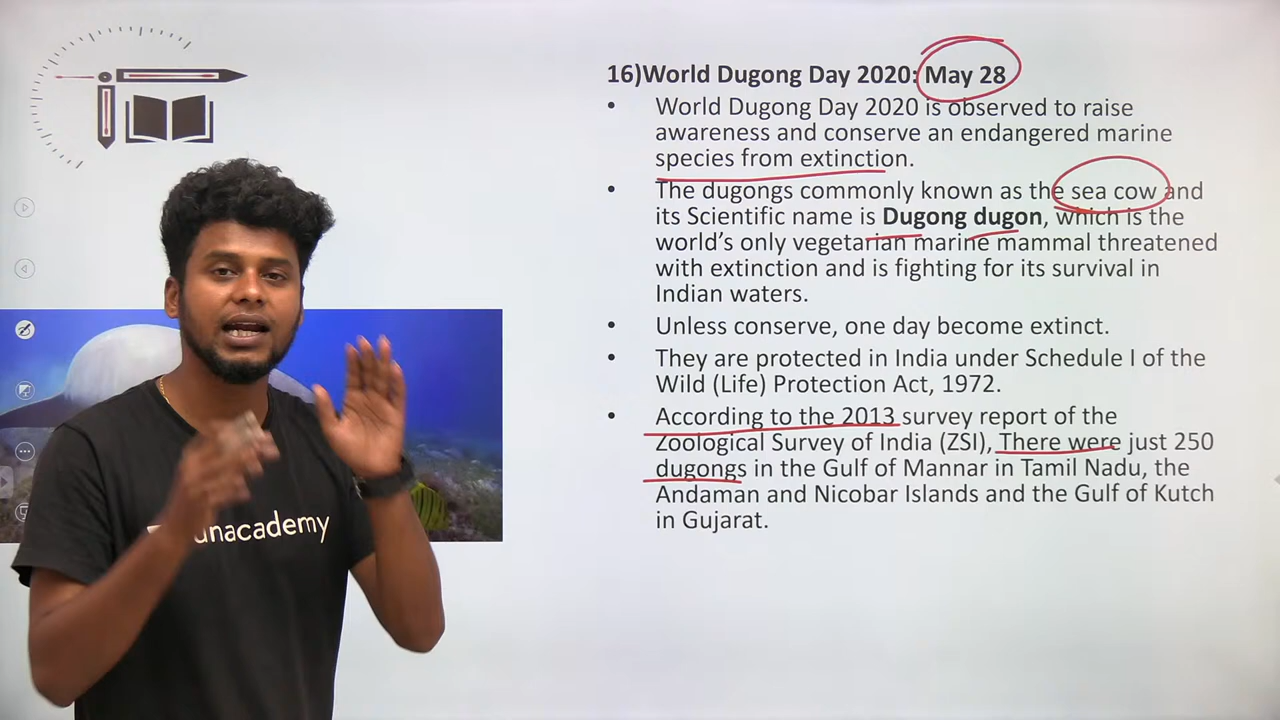 16)World Dugong Day 2020: May 28
• World Dugong Day 2020 is observed to raise
awareness and conserve an endangered marine
species from extinction.
• The dugongs commonly known as the sea cow and
its Scientific name is Dugong dugon, which is the
world's only vegetarian marine mammal threatened
with extinction and is fighting for its survival in
Indian waters.
• Unless conserve, one day become extinct.
• They are protected in India under Schedule I of the
Wild (Life) Protection Act, 1972.
• According to the 2013 survey report of the
Zoological Survey of India (ZSI), There were just 250
dugongs in the Gulf of Mannar in Tamil Nadu, the
Andaman and Nicobar Islands and the Gulf of Kutch
in Gujarat.
unacademy